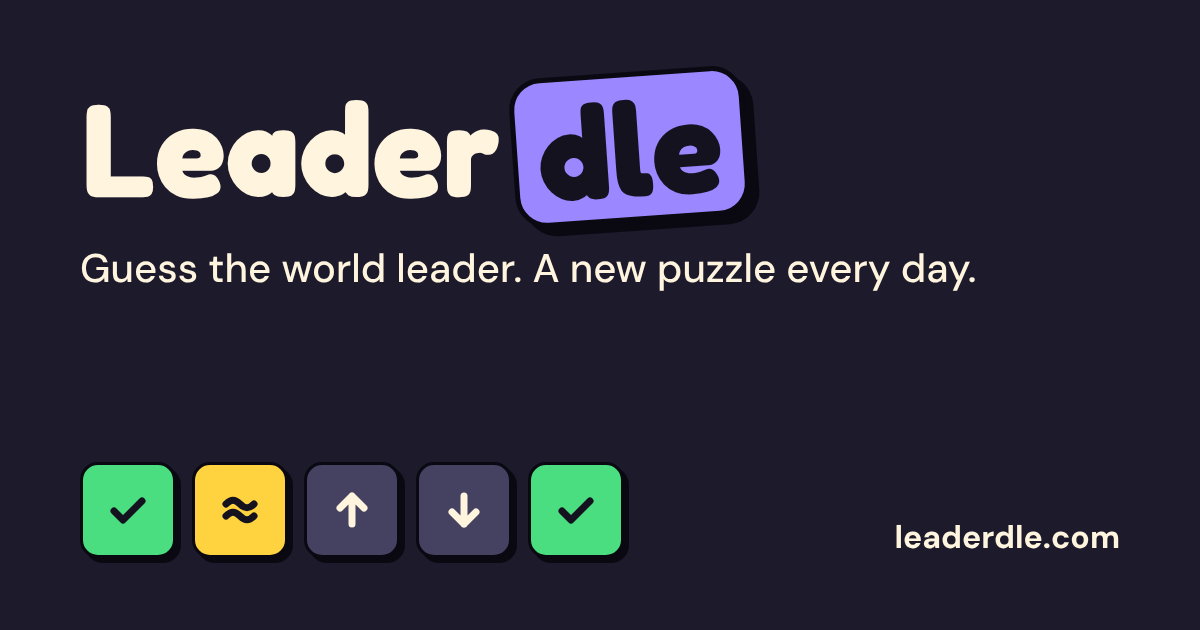 Leaderdle
Guess the world leader. A new puzzle every day.
✓ ≈ ↑ ↓ ✓
leaderdle.com